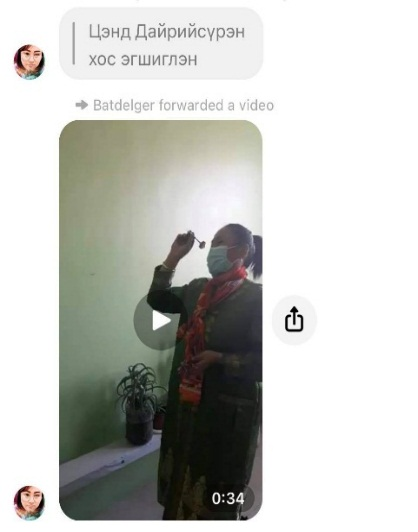 Цэнд Дайрийсүрэн
хос эгшиглэн
Batdelger forwarded a video
0:34